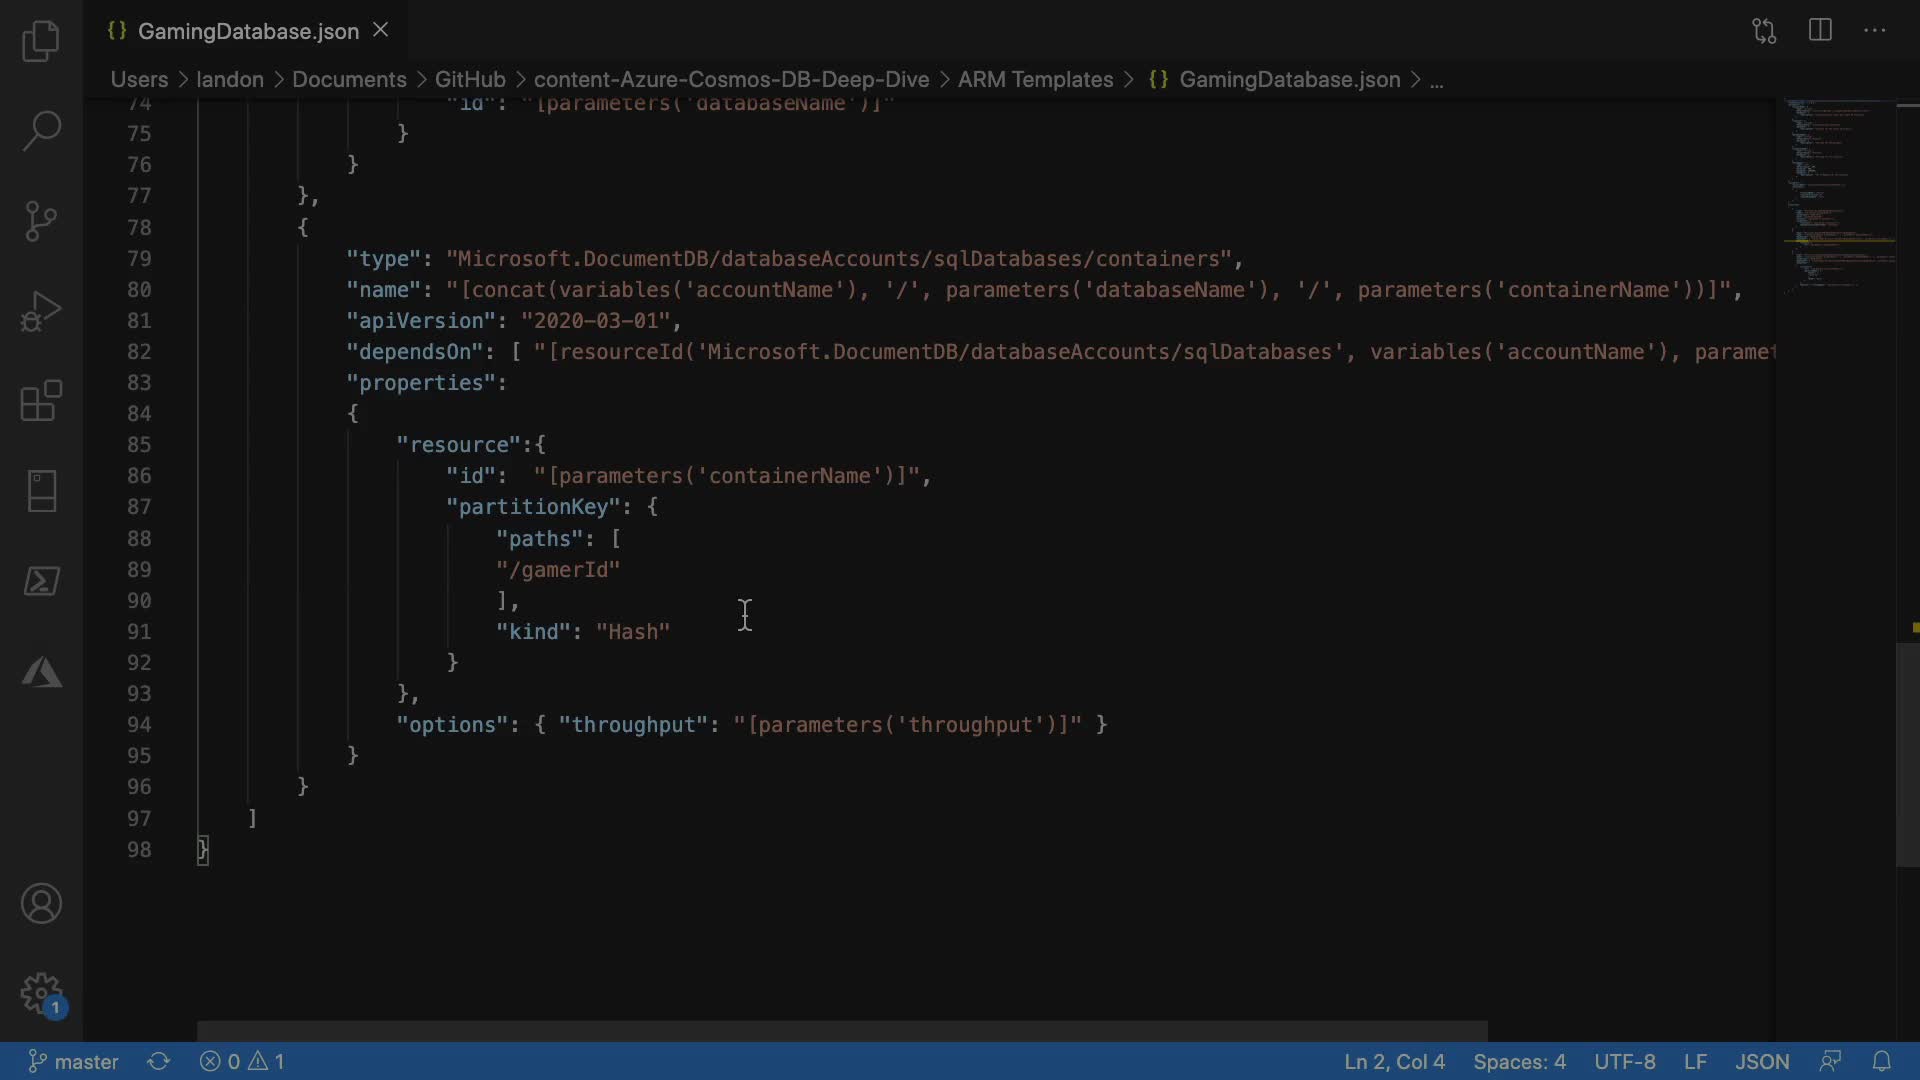 {} GamingDatabase.json
Users > landon > Documents > GitHub > content-Azure-Cosmos-DB-Deep-Dive > ARM Templates > {} GamingDatabase.json > ...
74 "id": "[parameters('databaseName')]"
75 }
76 }
77 },
78 {
79 "type": "Microsoft.DocumentDB/databaseAccounts/sqlDatabases/containers",
80 "name": "[concat(variables('accountName'), '/', parameters('databaseName'), '/', parameters('containerName'))]",
81 "apiVersion": "2020-03-01",
82 "dependsOn": [ "[resourceId('Microsoft.DocumentDB/databaseAccounts/sqlDatabases', variables('accountName'), paramet
83 "properties":
84 {
85 "resource":{
86 "id":  "[parameters('containerName')]",
87 "partitionKey": {
88 "paths": [
89 "/gamerId"
90 ],
91 "kind": "Hash"
92 }
93 },
94 "options": { "throughput": "[parameters('throughput')]" }
95 }
96 }
97 ]
98 }
1
master 0 1 Ln 2, Col 4 Spaces: 4 UTF-8 LF JSON